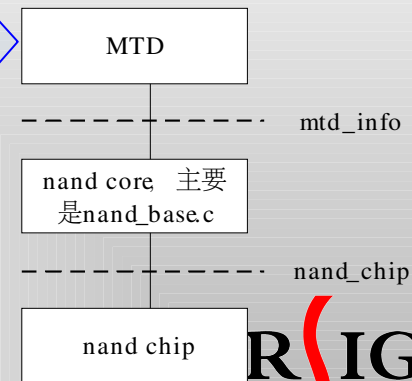 MTD
mtd_info
nand core, 主要
是nand_base.c
nand_chip
nand chip
R IG